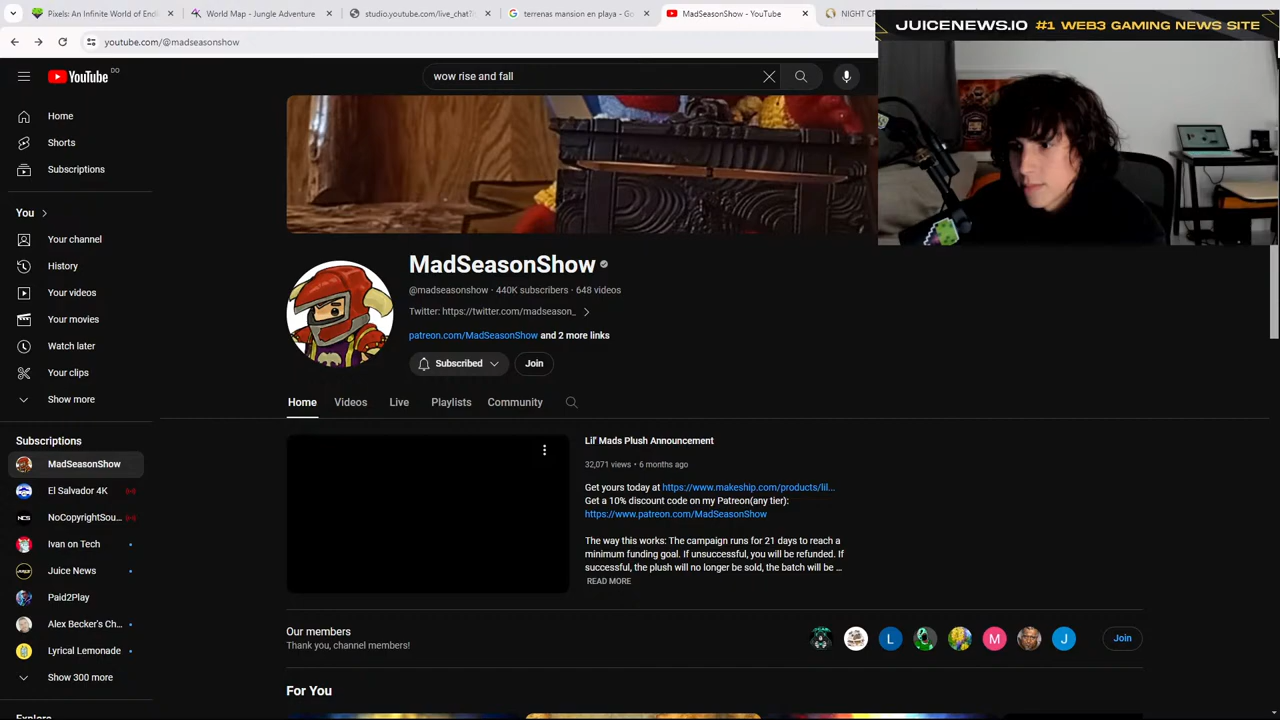 Pixels: An Infinite World of End
World Map - Jungle Adventure
studio.youtube.com/live_chat?
terrenas mansion en playa - Go
MadSeasonShow - YouTube
NIGHT CR
JUICENEWS.IO #1 WEB3 GAMING NEWS SITE
youtube.com/@madseasonshow
YouTube DO
wow rise and fall
Home
Shorts
Subscriptions
You
Your channel
History
Your videos
Your movies
Watch later
Your clips
Show more
Subscriptions
MadSeasonShow
El Salvador 4K
NoCopyrightSou...
Ivan on Tech
Juice News
Paid2Play
Alex Becker's Ch...
Lyrical Lemonade
Show 300 more
MadSeasonShow
@madseasonshow · 440K subscribers · 648 videos
Twitter: https://twitter.com/madseason_
patreon.com/MadSeasonShow and 2 more links
Subscribed
Join
Home
Videos
Live
Playlists
Community
Lil' Mads Plush Announcement
32,071 views • 6 months ago
Get yours today at https://www.makeship.com/products/lil...
Get a 10% discount code on my Patreon(any tier):
https://www.patreon.com/MadSeasonShow
The way this works: The campaign runs for 21 days to reach a
minimum funding goal. If unsuccessful, you will be refunded. If
successful, the plush will no longer be sold, the batch will be ...
READ MORE
Our members
Thank you, channel members!
L
M
J
Join
For You